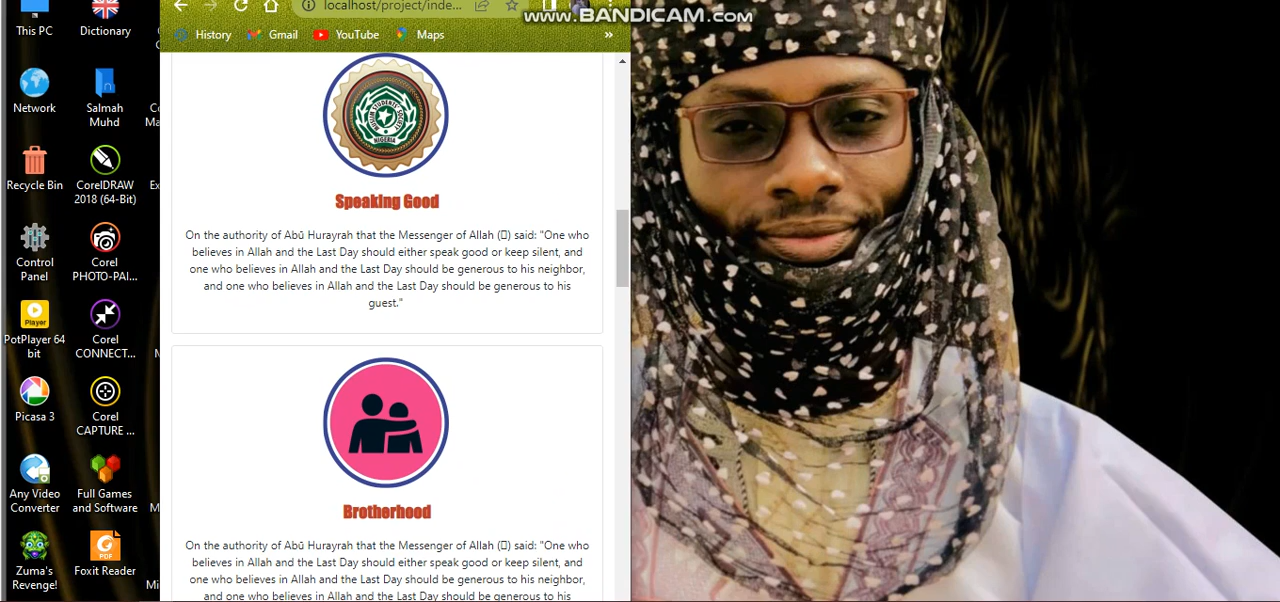 www.BANDICAM.com
localhost/project/inde...
History
Gmail
YouTube
Maps
»
This PC
Dictionary
Network
Salmah
Muhd
Recycle Bin
CorelDRAW
2018 (64-Bit)
Control
Panel
Corel
PHOTO-PAI...
PotPlayer 64
bit
Player
Corel
CONNECT...
Picasa 3
Corel
CAPTURE ...
Any Video
Converter
Full Games
and Software
Zuma's
Revenge!
Foxit Reader
PDF
Speaking Good
On the authority of Abū Hurayrah that the Messenger of Allah (▯) said: "One who
believes in Allah and the Last Day should either speak good or keep silent, and
one who believes in Allah and the Last Day should be generous to his neighbor,
and one who believes in Allah and the Last Day should be generous to his
guest."
Brotherhood
On the authority of Abū Hurayrah that the Messenger of Allah (▯) said: "One who
believes in Allah and the Last Day should either speak good or keep silent, and
one who believes in Allah and the Last Day should be generous to his neighbor,
and one who believes in Allah and the Last Day should be generous to his